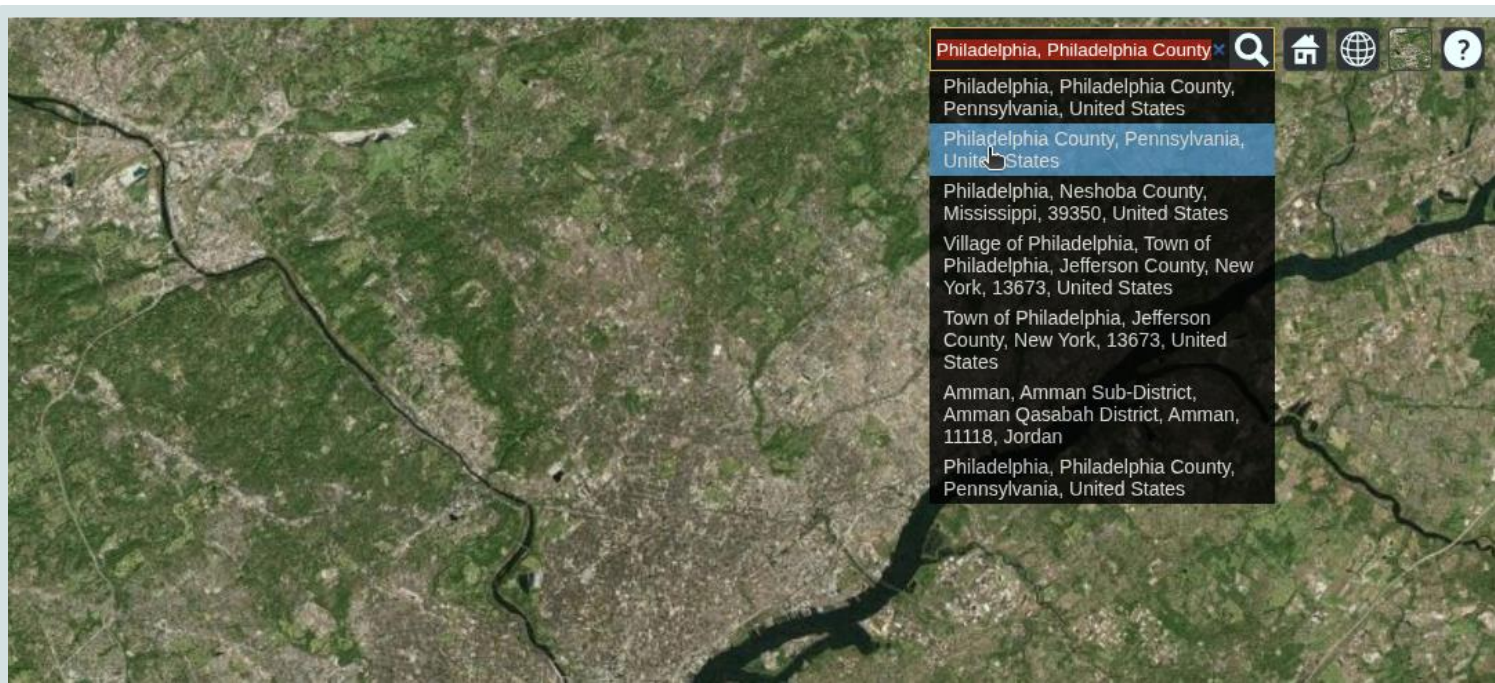 Philadelphia, Philadelphia County
×
?
Philadelphia, Philadelphia County,
Pennsylvania, United States
Philadelphia County, Pennsylvania,
United States
Philadelphia, Neshoba County,
Mississippi, 39350, United States
Village of Philadelphia, Town of
Philadelphia, Jefferson County, New
York, 13673, United States
Town of Philadelphia, Jefferson
County, New York, 13673, United
States
Amman, Amman Sub-District,
Amman Qasabah District, Amman,
11118, Jordan
Philadelphia, Philadelphia County,
Pennsylvania, United States